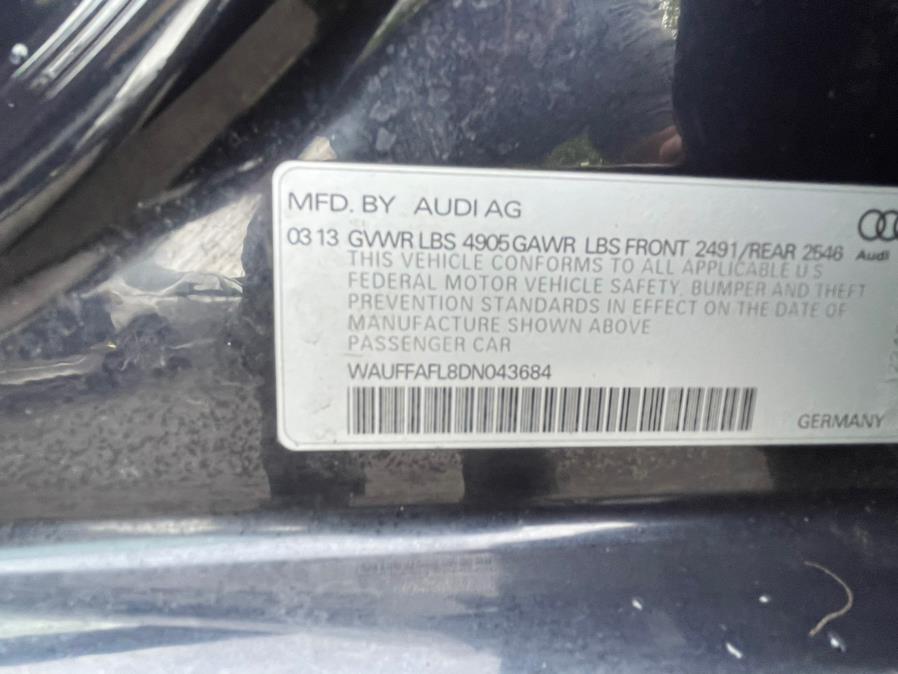 MFD. BY AUDI AG
03 13 GVWR LBS 4905 GAWR LBS FRONT 2491/REAR 2546
Audi
THIS VEHICLE CONFORMS TO ALL APPLICABLE U S
FEDERAL MOTOR VEHICLE SAFETY, BUMPER AND THEFT
PREVENTION STANDARDS IN EFFECT ON THE DATE OF
MANUFACTURE SHOWN ABOVE
PASSENGER CAR
WAUFFAFL8DN043684
GERMANY